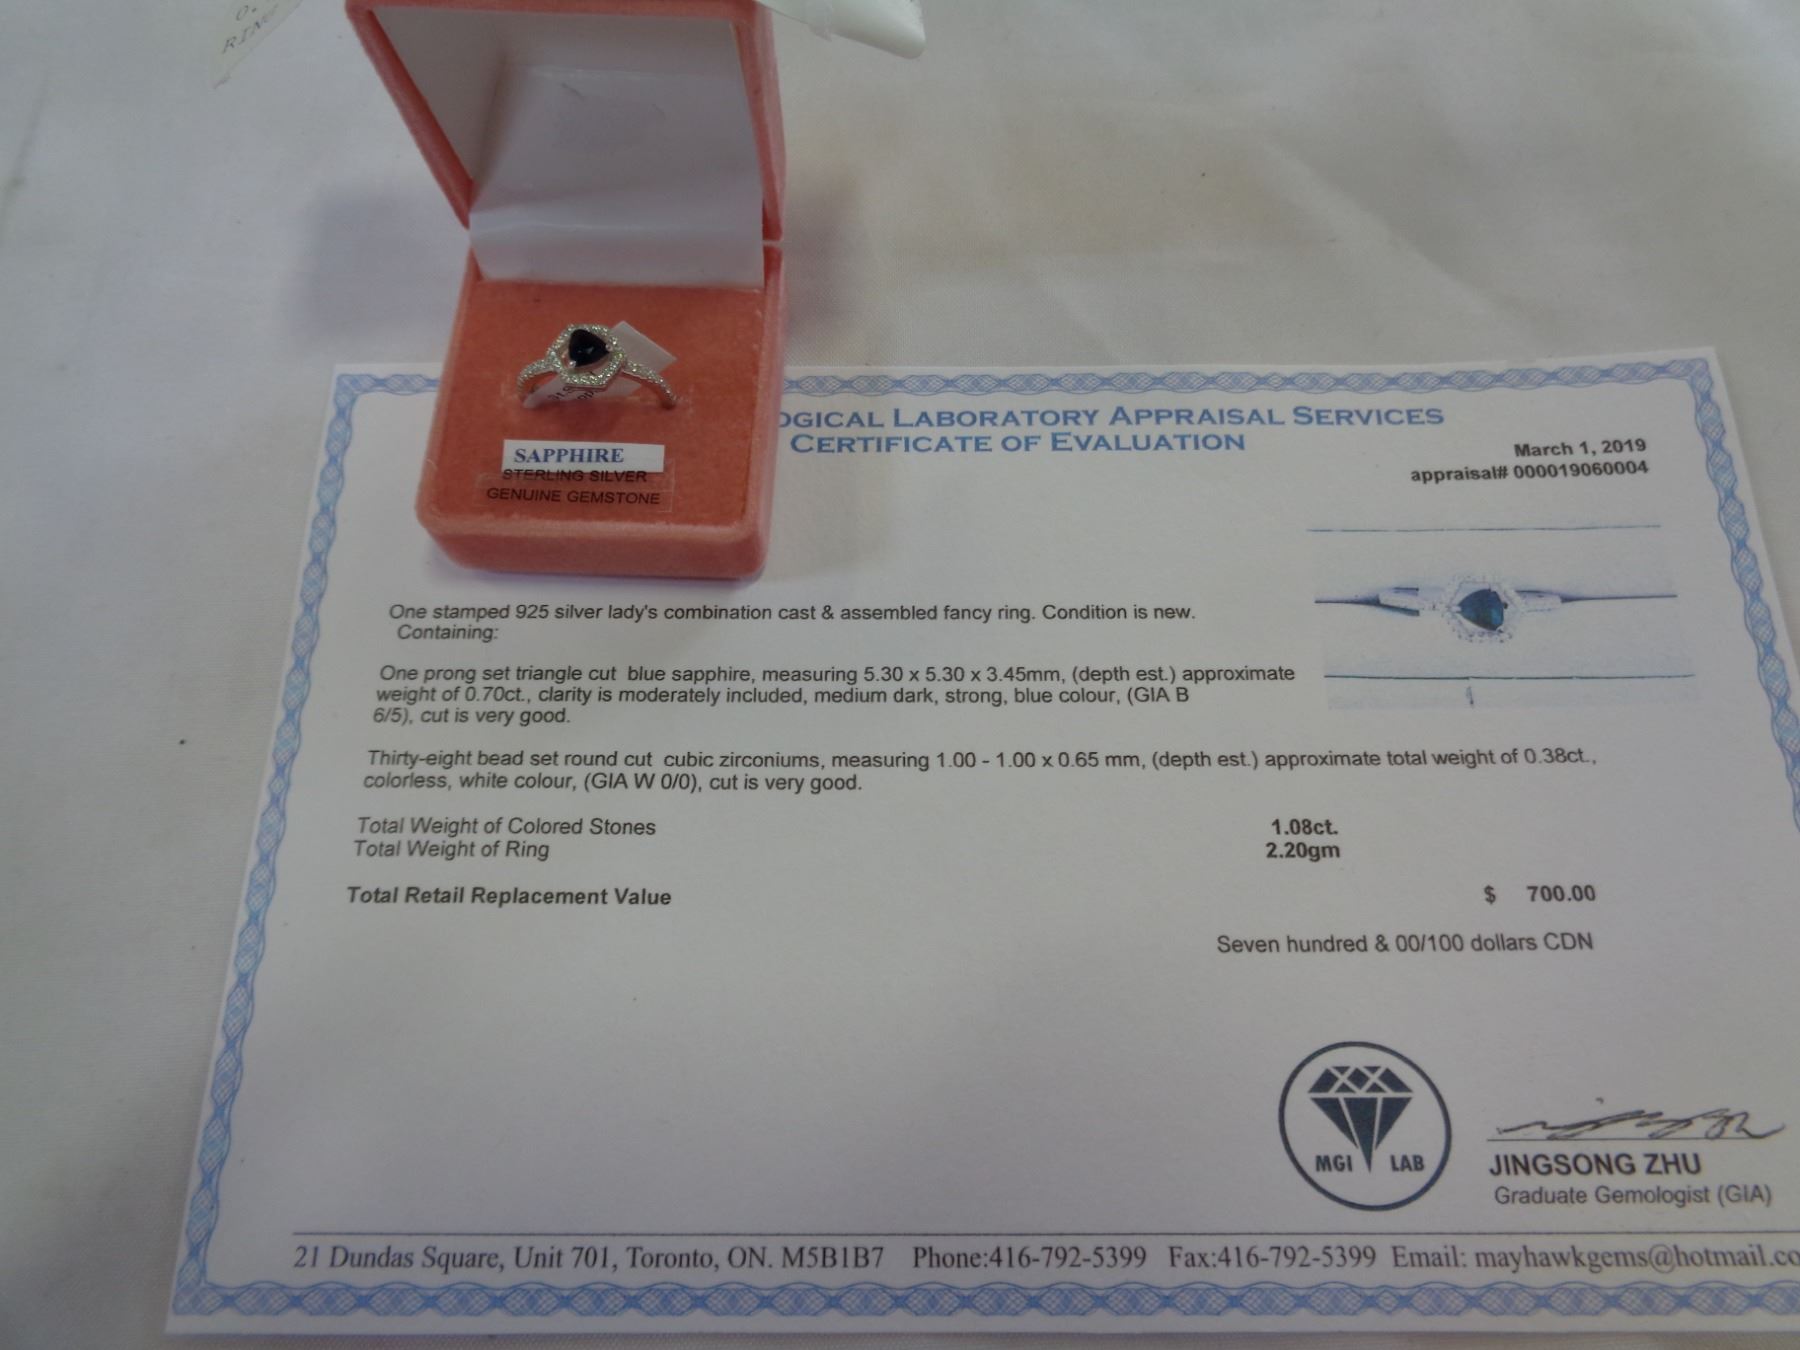 RING
SAPPHIRE
STERLING SILVER
GENUINE GEMSTONE
LABORATORY APPRAISAL SERVICES
CERTIFICATE OF EVALUATION
March 1, 2019
appraisal# 000019060004
One stamped 925 silver lady's combination cast & assembled fancy ring. Condition is new.
Containing:
One prong set triangle cut blue sapphire, measuring 5.30 x 5.30 x 3.45mm, (depth est.) approximate
weight of 0.70ct., clarity is moderately included, medium dark, strong, blue colour, (GIA B
6/5), cut is very good.
Thirty-eight bead set round cut cubic zirconiums, measuring 1.00 - 1.00 x 0.65 mm, (depth est.) approximate total weight of 0.38ct.,
colorless, white colour, (GIA W 0/0), cut is very good.
Total Weight of Colored Stones 1.08ct.
Total Weight of Ring 2.20gm
Total Retail Replacement Value $ 700.00
Seven hundred & 00/100 dollars CDN
MGI LAB
JINGSONG ZHU
Graduate Gemologist (GIA)
21 Dundas Square, Unit 701, Toronto, ON. M5B1B7 Phone:416-792-5399 Fax:416-792-5399 Email: mayhawkgems@hotmail.co